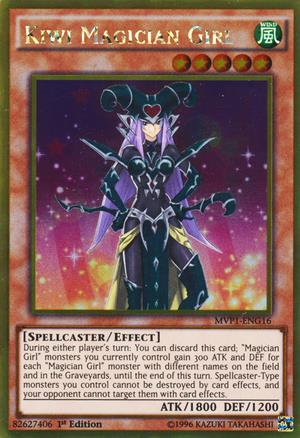 Kiwi Magician Girl
WIND
風
MVP1-ENG16
[SPELLCASTER/EFFECT]
During either player's turn: You can discard this card; "Magician
Girl" monsters you currently control gain 300 ATK and DEF for
each "Magician Girl" monster with different names on the field
and in the Graveyards, until the end of this turn. Spellcaster-Type
monsters you control cannot be destroyed by card effects, and
your opponent cannot target them with card effects.
ATK/1800 DEF/1200
82627406 1st Edition ©1996 KAZUKI TAKAHASHI